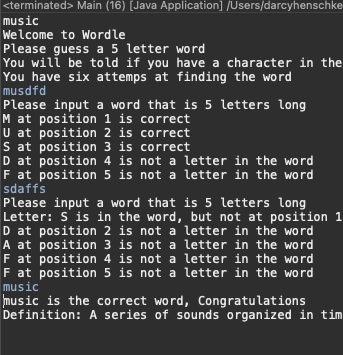 <terminated> Main (16) [Java Application] /Users/darcyhenschke
music
Welcome to Wordle
Please guess a 5 letter word
You will be told if you have a character in the
You have six attemps at finding the word
musdfd
Please input a word that is 5 letters long
M at position 1 is correct
U at position 2 is correct
S at position 3 is correct
D at position 4 is not a letter in the word
F at position 5 is not a letter in the word
sdaffs
Please input a word that is 5 letters long
Letter: S is in the word, but not at position 1
D at position 2 is not a letter in the word
A at position 3 is not a letter in the word
F at position 4 is not a letter in the word
F at position 5 is not a letter in the word
music
music is the correct word, Congratulations
Definition: A series of sounds organized in tim